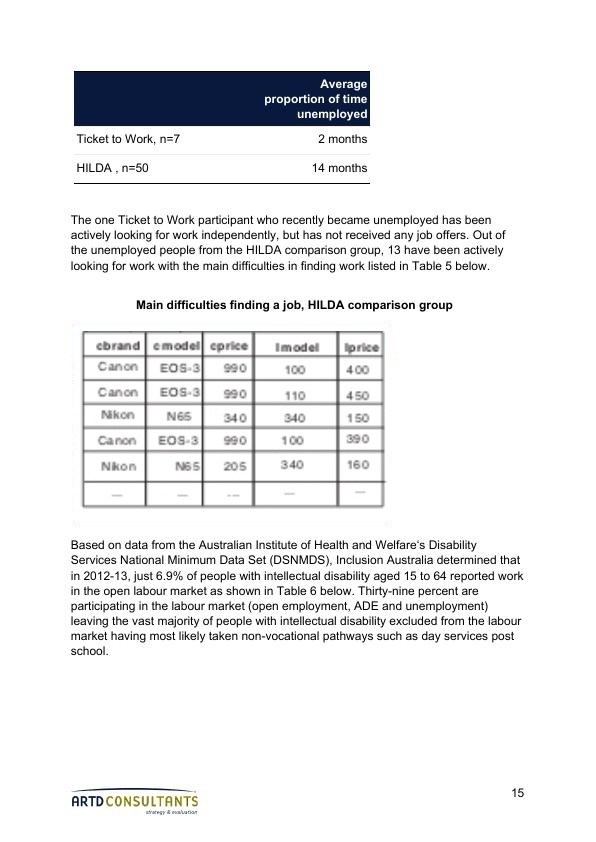 Average
proportion of time
unemployed
Ticket to Work, n=7 2 months
HILDA , n=50 14 months
The one Ticket to Work participant who recently became unemployed has been
actively looking for work independently, but has not received any job offers. Out of
the unemployed people from the HILDA comparison group, 13 have been actively
looking for work with the main difficulties in finding work listed in Table 5 below.
Main difficulties finding a job, HILDA comparison group
cbrand cmodel cprice lmodel lprice
Canon EOS-3 990 100 400
Canon EOS-3 990 110 450
Nikon N65 340 340 150
Canon EOS-3 990 100 390
Nikon N65 205 340 160
— — --- — —
Based on data from the Australian Institute of Health and Welfare's Disability
Services National Minimum Data Set (DSNMDS), Inclusion Australia determined that
in 2012-13, just 6.9% of people with intellectual disability aged 15 to 64 reported work
in the open labour market as shown in Table 6 below. Thirty-nine percent are
participating in the labour market (open employment, ADE and unemployment)
leaving the vast majority of people with intellectual disability excluded from the labour
market having most likely taken non-vocational pathways such as day services post
school.
ARTD CONSULTANTS
strategy & evaluation
15